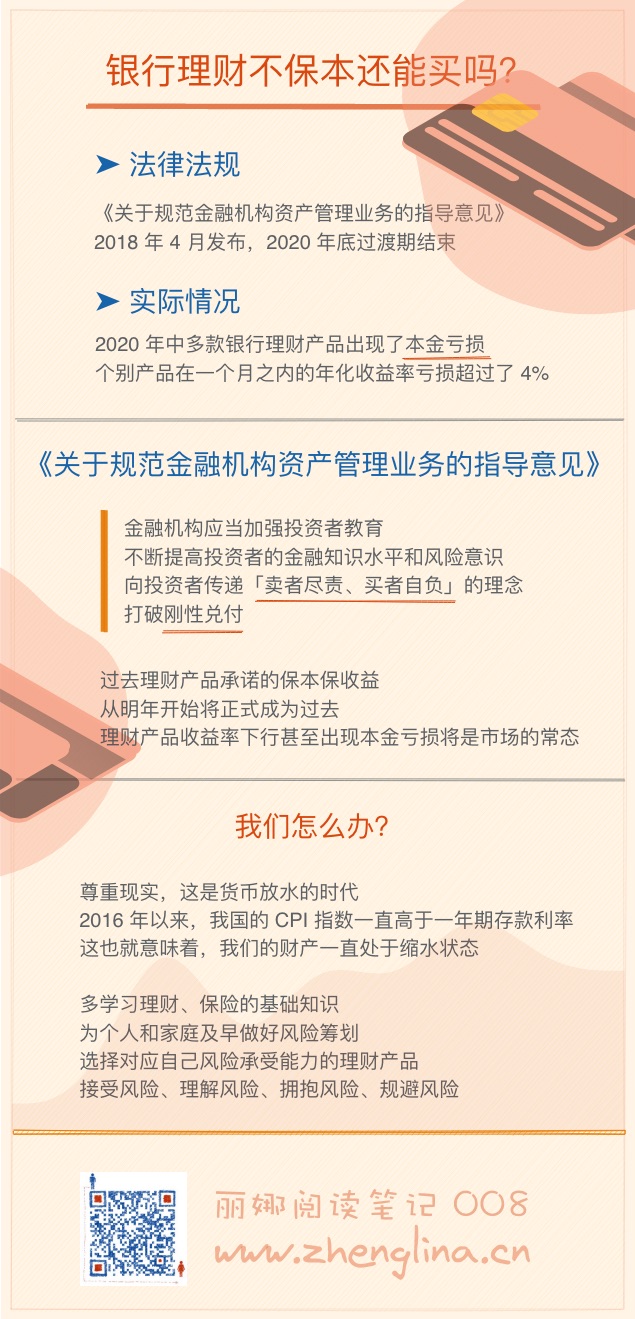 银行理财不保本还能买吗?
➤ 法律法规
《关于规范金融机构资产管理业务的指导意见》
2018 年 4 月发布，2020 年底过渡期结束
➤ 实际情况
2020 年中多款银行理财产品出现了本金亏损
个别产品在一个月之内的年化收益率亏损超过了 4%
《关于规范金融机构资产管理业务的指导意见》
金融机构应当加强投资者教育
不断提高投资者的金融知识水平和风险意识
向投资者传递「卖者尽责、买者自负」的理念
打破刚性兑付
过去理财产品承诺的保本保收益
从明年开始将正式成为过去
理财产品收益率下行甚至出现本金亏损将是市场的常态
我们怎么办?
尊重现实，这是货币放水的时代
2016 年以来，我国的 CPI 指数一直高于一年期存款利率
这也就意味着，我们的财产一直处于缩水状态
多学习理财、保险的基础知识
为个人和家庭及早做好风险筹划
选择对应自己风险承受能力的理财产品
接受风险、理解风险、拥抱风险、规避风险
丽娜阅读笔记 008
www.zhenglina.cn